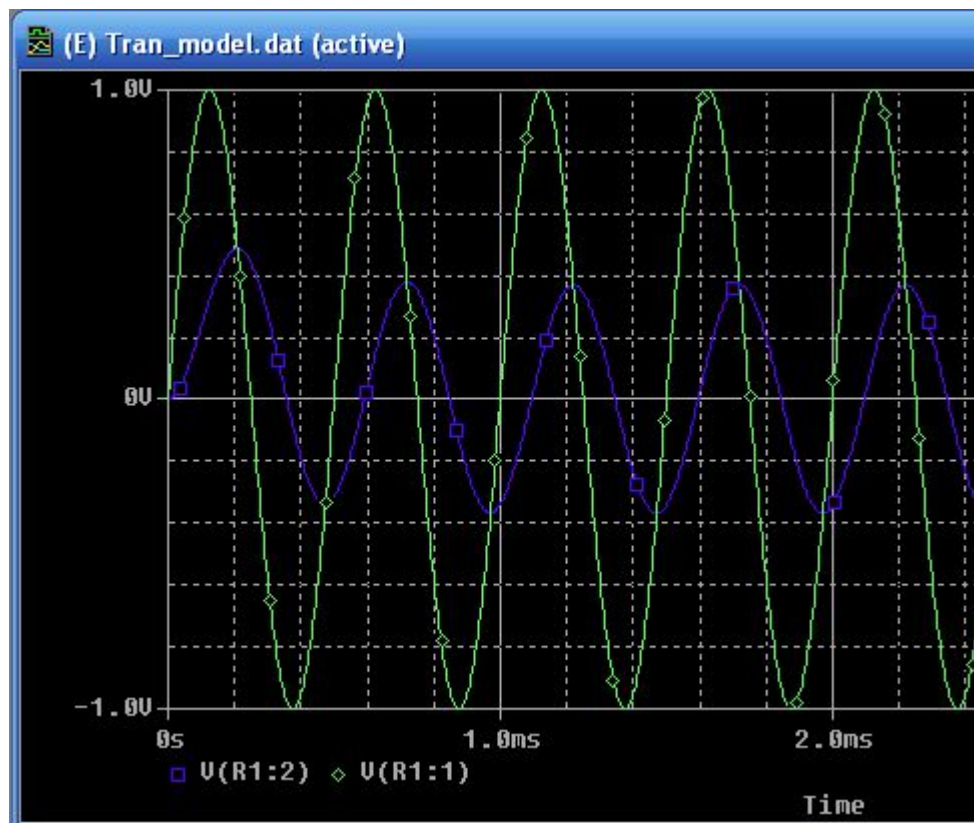 (E) Tran_model.dat (active)
1.0V
0V
-1.0V
0s 1.0ms 2.0ms
V(R1:2) V(R1:1)
Time